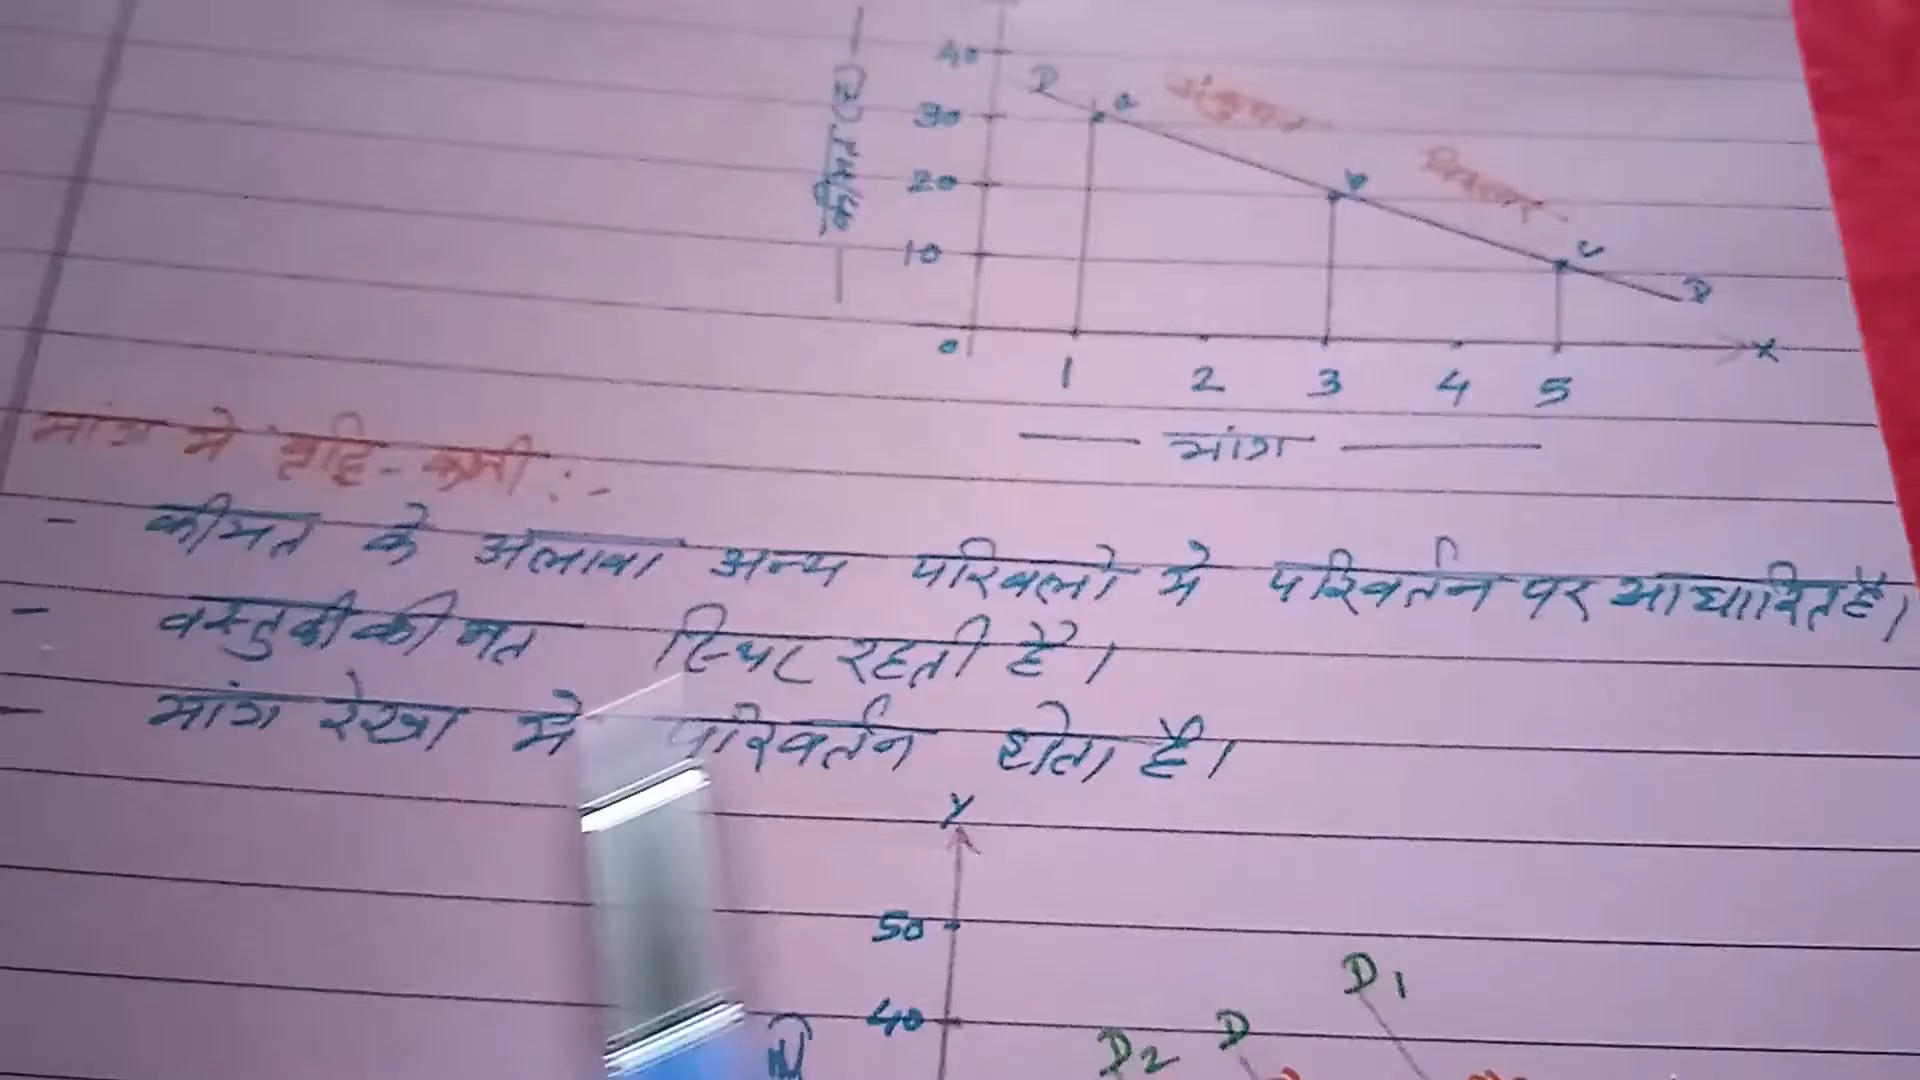 40
D a संकुचन
30
कीमत (₹)
20 b विस्तार
10 c
D
0 X
1 2 3 4 5
मांग
मांग मे वृद्धि - कमी :-
- कीमत के अलावा अन्य परिबलो मे परिवर्तन पर आधारित है।
- वस्तु की कीमत स्थिर रहती है।
- मांग रेखा मे परिवर्तन होता है।
Y
50
D1
40 D2 D